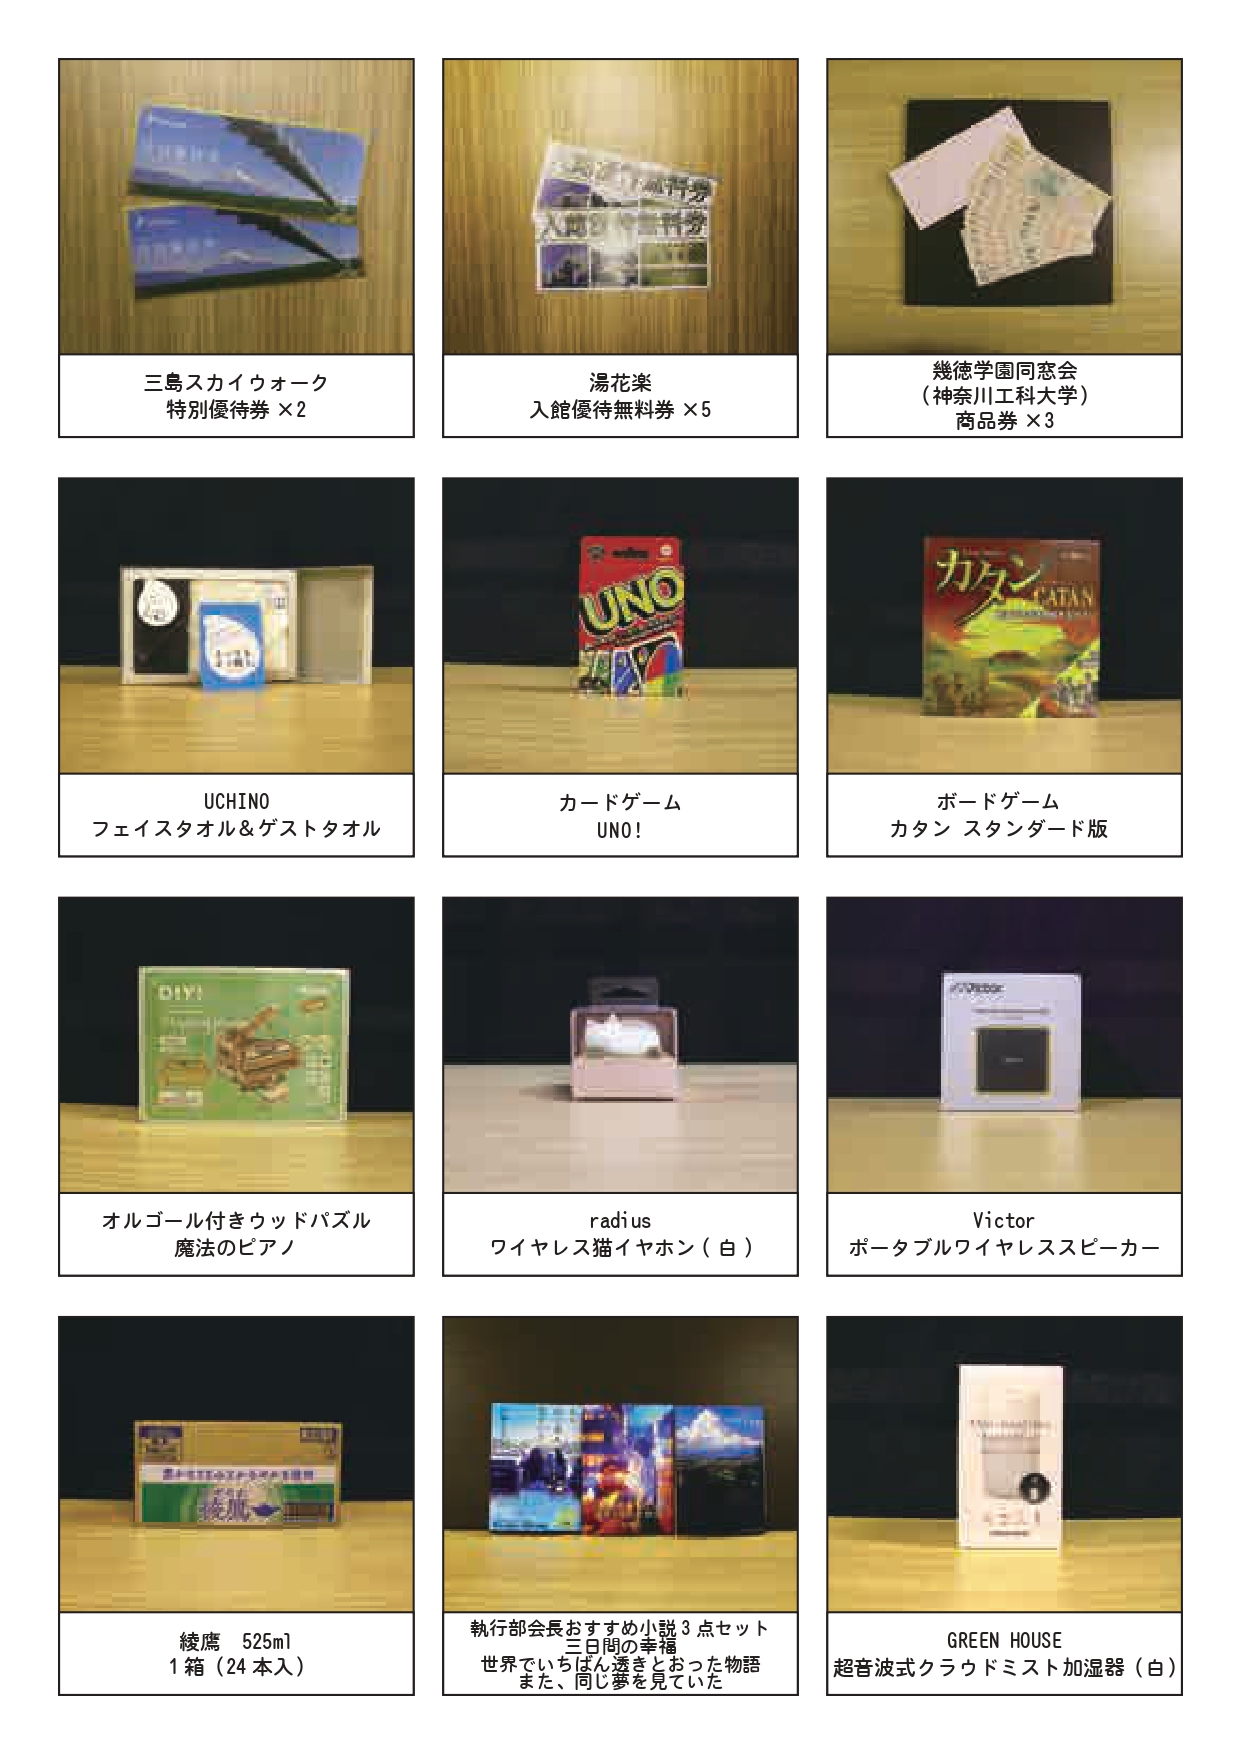 三島スカイウォーク
特別優待券 ×2
湯花楽
入館優待無料券 ×5
幾徳学園同窓会
（神奈川工科大学）
商品券 ×3
UNO
カタン
CATAN
UCHINO
フェイスタオル＆ゲストタオル
カードゲーム
UNO!
ボードゲーム
カタン スタンダード版
DIY!
Victor
オルゴール付きウッドパズル
魔法のピアノ
radius
ワイヤレス猫イヤホン ( 白 )
Victor
ポータブルワイヤレススピーカー
綾鷹
綾鷹　525ml
1 箱（24 本入）
執行部会長おすすめ小説 3 点セット
三日間の幸福
世界でいちばん透きとおった物語
また、同じ夢を見ていた
GREEN HOUSE
超音波式クラウドミスト加湿器（白）